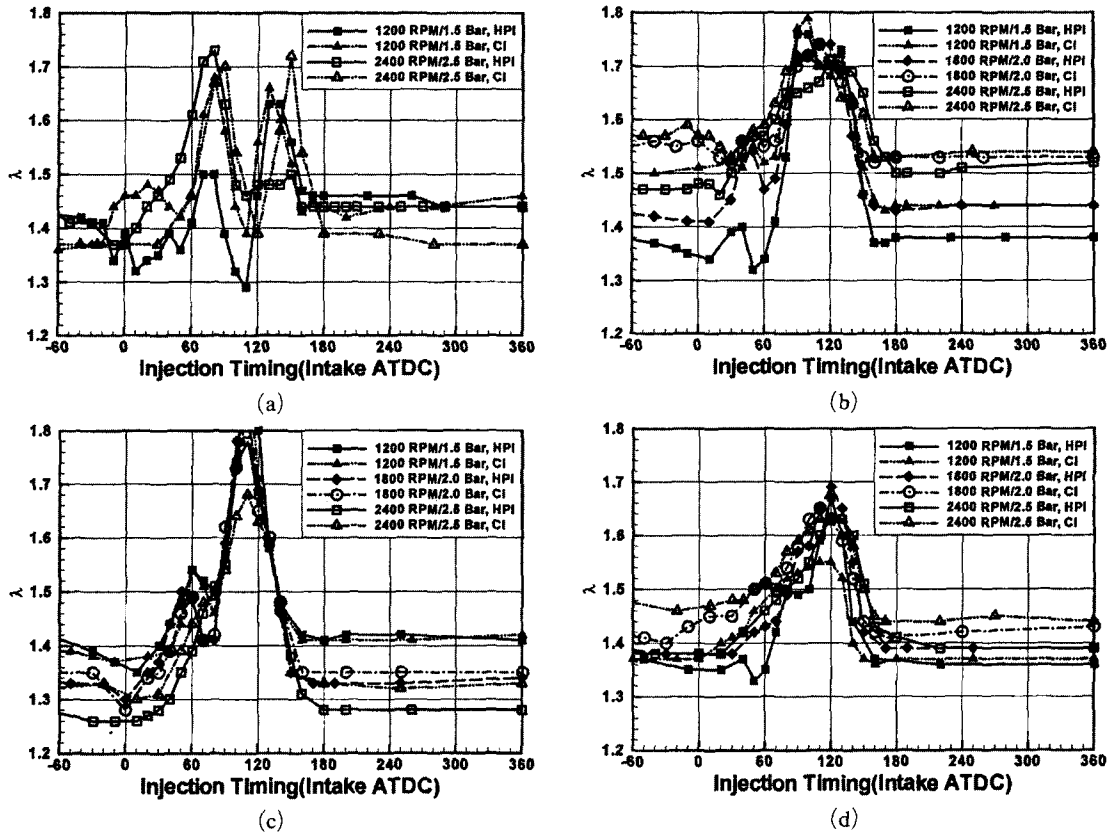 1200 RPM/1.5 Bar, HPI
1200 RPM/1.5 Bar, CI
2400 RPM/2.5 Bar, HPI
2400 RPM/2.5 Bar, CI
1.8
1.7
1.6
1.5
1.4
1.3
1.2
λ
-60 0 60 120 180 240 300 360
Injection Timing(Intake ATDC)
(a)
1200 RPM/1.5 Bar, HPI
1200 RPM/1.5 Bar, CI
1800 RPM/2.0 Bar, HPI
1800 RPM/2.0 Bar, CI
2400 RPM/2.5 Bar, HPI
2400 RPM/2.5 Bar, CI
1.8
1.7
1.6
1.5
1.4
1.3
1.2
λ
-60 0 60 120 180 240 300 360
Injection Timing(Intake ATDC)
(b)
1200 RPM/1.5 Bar, HPI
1200 RPM/1.5 Bar, CI
1800 RPM/2.0 Bar, HPI
1800 RPM/2.0 Bar, CI
2400 RPM/2.5 Bar, HPI
2400 RPM/2.5 Bar, CI
1.8
1.7
1.6
1.5
1.4
1.3
1.2
λ
-60 0 60 120 180 240 300 360
Injection Timing(Intake ATDC)
(c)
1200 RPM/1.5 Bar, HPI
1200 RPM/1.5 Bar, CI
1800 RPM/2.0 Bar, HPI
1800 RPM/2.0 Bar, CI
2400 RPM/2.5 Bar, HPI
2400 RPM/2.5 Bar, CI
1.8
1.7
1.6
1.5
1.4
1.3
1.2
λ
-60 0 60 120 180 240 300 360
Injection Timing(Intake ATDC)
(d)